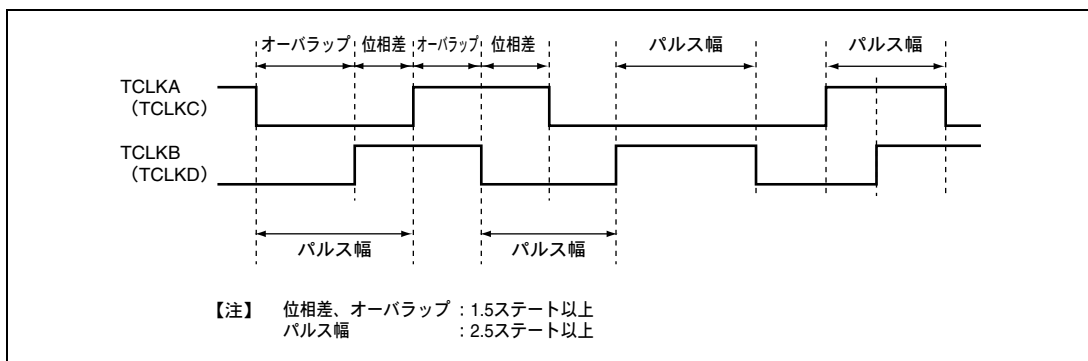 オーバラップ 位相差 オーバラップ 位相差 パルス幅 パルス幅
TCLKA
（TCLKC）
TCLKB
（TCLKD）
パルス幅 パルス幅
【注】 位相差、オーバラップ：1.5ステート以上
パルス幅 ：2.5ステート以上